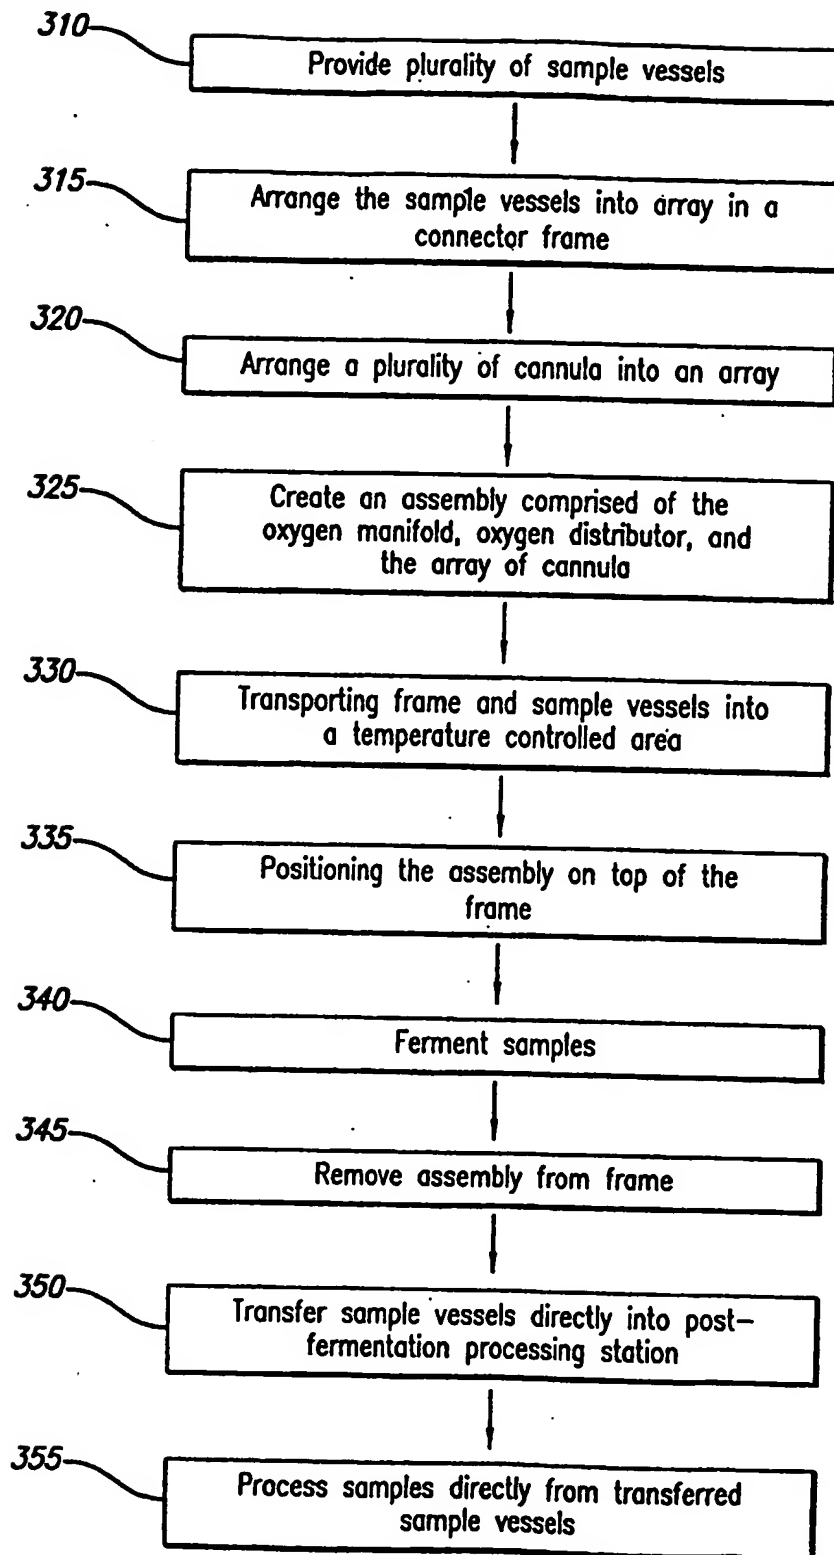 310
Provide plurality of sample vessels
315
Arrange the sample vessels into array in a
connector frame
320
Arrange a plurality of cannula into an array
325
Create an assembly comprised of the
oxygen manifold, oxygen distributor, and
the array of cannula
330
Transporting frame and sample vessels into
a temperature controlled area
335
Positioning the assembly on top of the
frame
340
Ferment samples
345
Remove assembly from frame
350
Transfer sample vessels directly into post-
fermentation processing station
355
Process samples directly from transferred
sample vessels